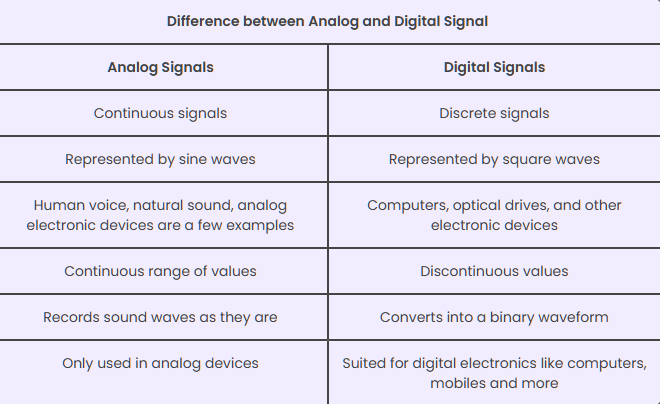 Difference between Analog and Digital Signal
Analog Signals
Digital Signals
Continuous signals
Discrete signals
Represented by sine waves
Represented by square waves
Human voice, natural sound, analog
electronic devices are a few examples
Computers, optical drives, and other
electronic devices
Continuous range of values
Discontinuous values
Records sound waves as they are
Converts into a binary waveform
Only used in analog devices
Suited for digital electronics like computers,
mobiles and more